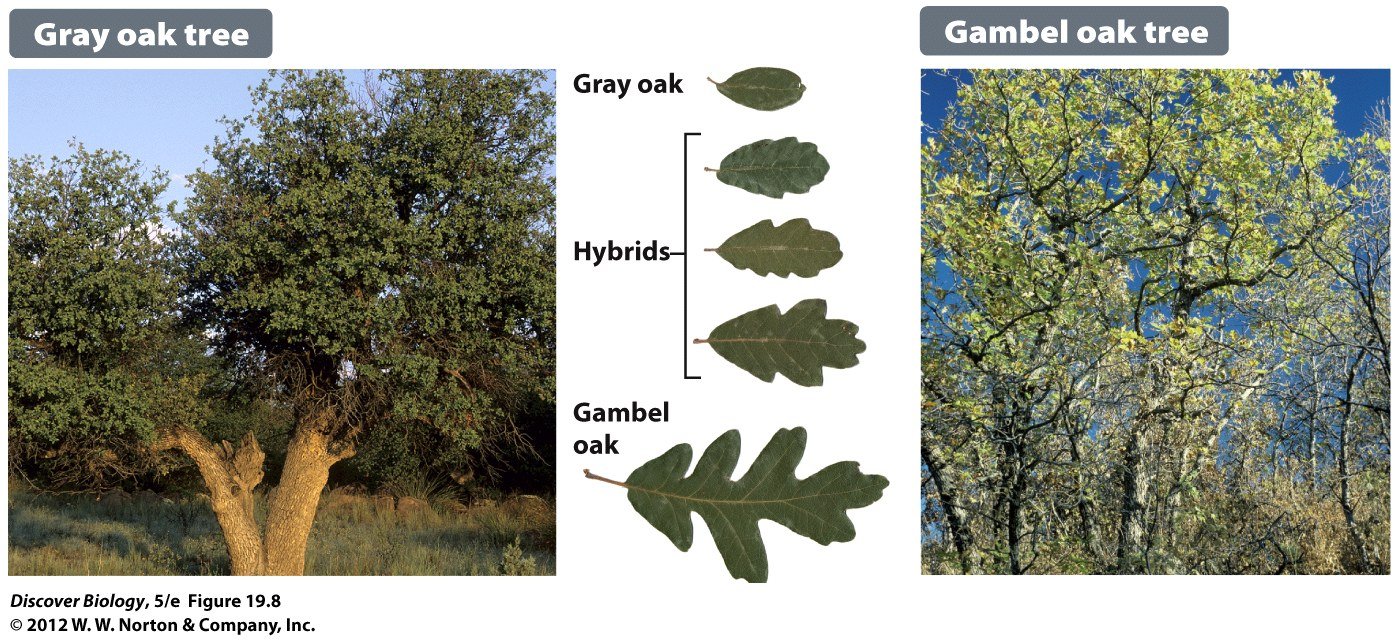 Gray oak tree
Gambel oak tree
Gray oak
Hybrids
Gambel
oak
Discover Biology, 5/e Figure 19.8
© 2012 W. W. Norton & Company, Inc.